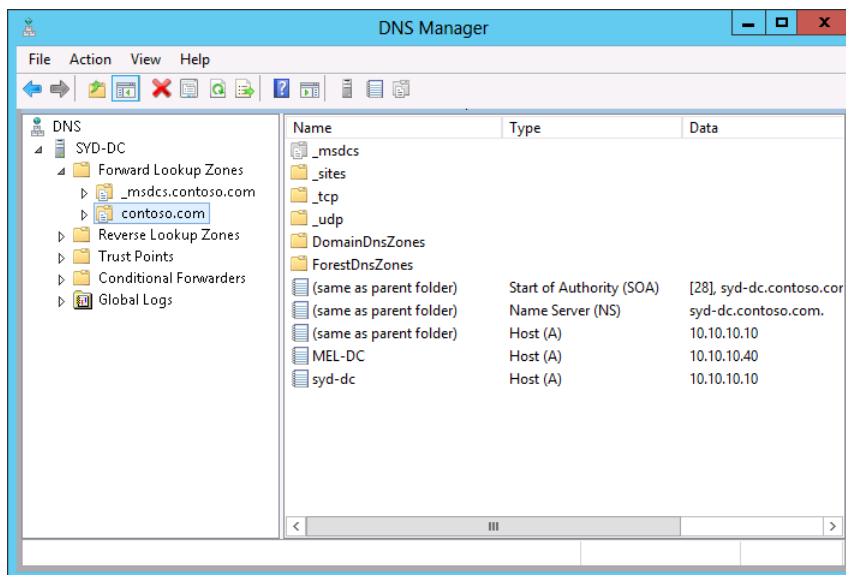 DNS Manager
File Action View Help
DNS
SYD-DC
Forward Lookup Zones
_msdcs.contoso.com
contoso.com
Reverse Lookup Zones
Trust Points
Conditional Forwarders
Global Logs
Name Type Data
_msdcs
_sites
_tcp
_udp
DomainDnsZones
ForestDnsZones
(same as parent folder) Start of Authority (SOA) [28], syd-dc.contoso.cor
(same as parent folder) Name Server (NS) syd-dc.contoso.com.
(same as parent folder) Host (A) 10.10.10.10
MEL-DC Host (A) 10.10.10.40
syd-dc Host (A) 10.10.10.10